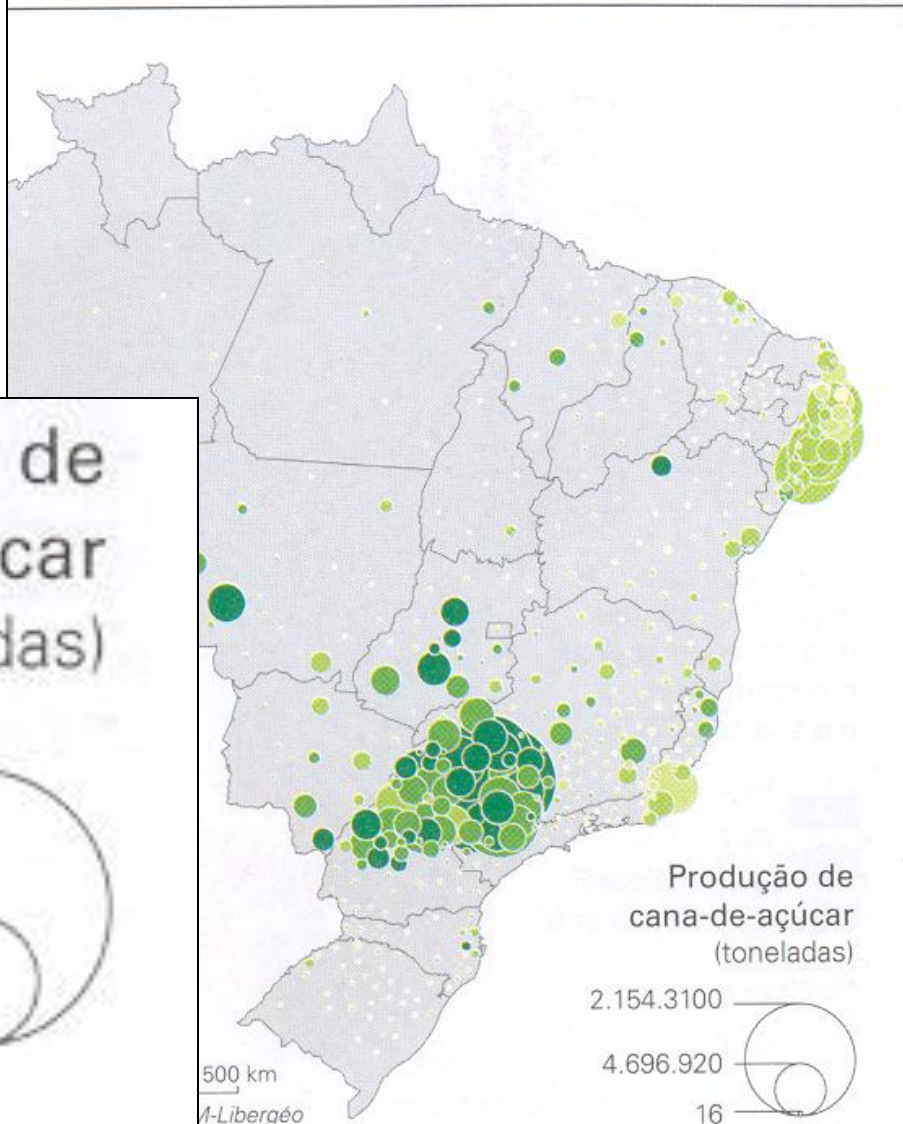 de
car
das)
Produção de
cana-de-açúcar
(toneladas)
2.154.3100
4.696.920
16
500 km
M-Libergéo